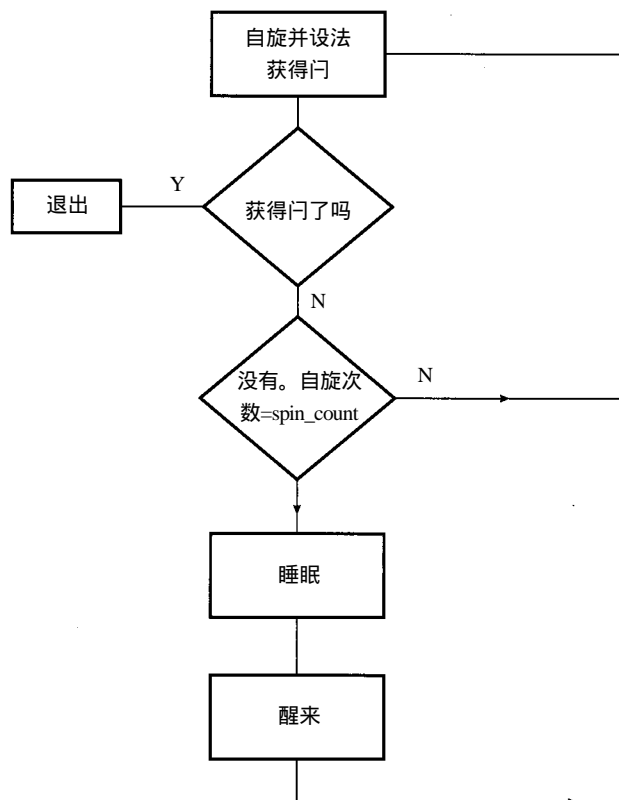 自旋并设法
获得闩
Y
退出
获得闩了吗
N
没有。自旋次
数=spin_count
N
睡眠
醒来